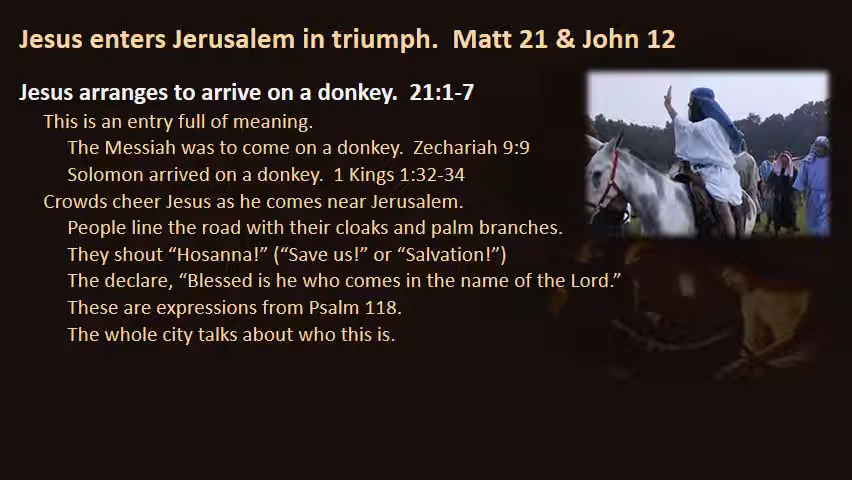 Jesus enters Jerusalem in triumph.  Matt 21 & John 12
Jesus arranges to arrive on a donkey.  21:1-7
This is an entry full of meaning.
The Messiah was to come on a donkey.  Zechariah 9:9
Solomon arrived on a donkey.  1 Kings 1:32-34
Crowds cheer Jesus as he comes near Jerusalem.
People line the road with their cloaks and palm branches.
They shout “Hosanna!” (“Save us!” or “Salvation!”)
The declare, “Blessed is he who comes in the name of the Lord.”
These are expressions from Psalm 118.
The whole city talks about who this is.